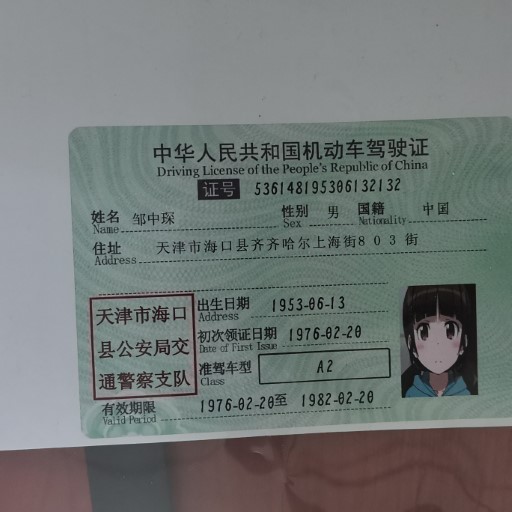 中华人民共和国机动车驾驶证
Driving License of the People's Republic of China
证号 536148195306132132
姓名 邹中琛 性别 男 国籍 中国
Name Sex Nationality
住址 天津市海口县齐齐哈尔上海街803街
Address
天津市海口
县公安局交
通警察支队
出生日期 1953-06-13
Address
初次领证日期 1976-02-20
Date of First Issue
准驾车型 A2
Class
有效期限 1976-02-20至 1982-02-20
Valid Period